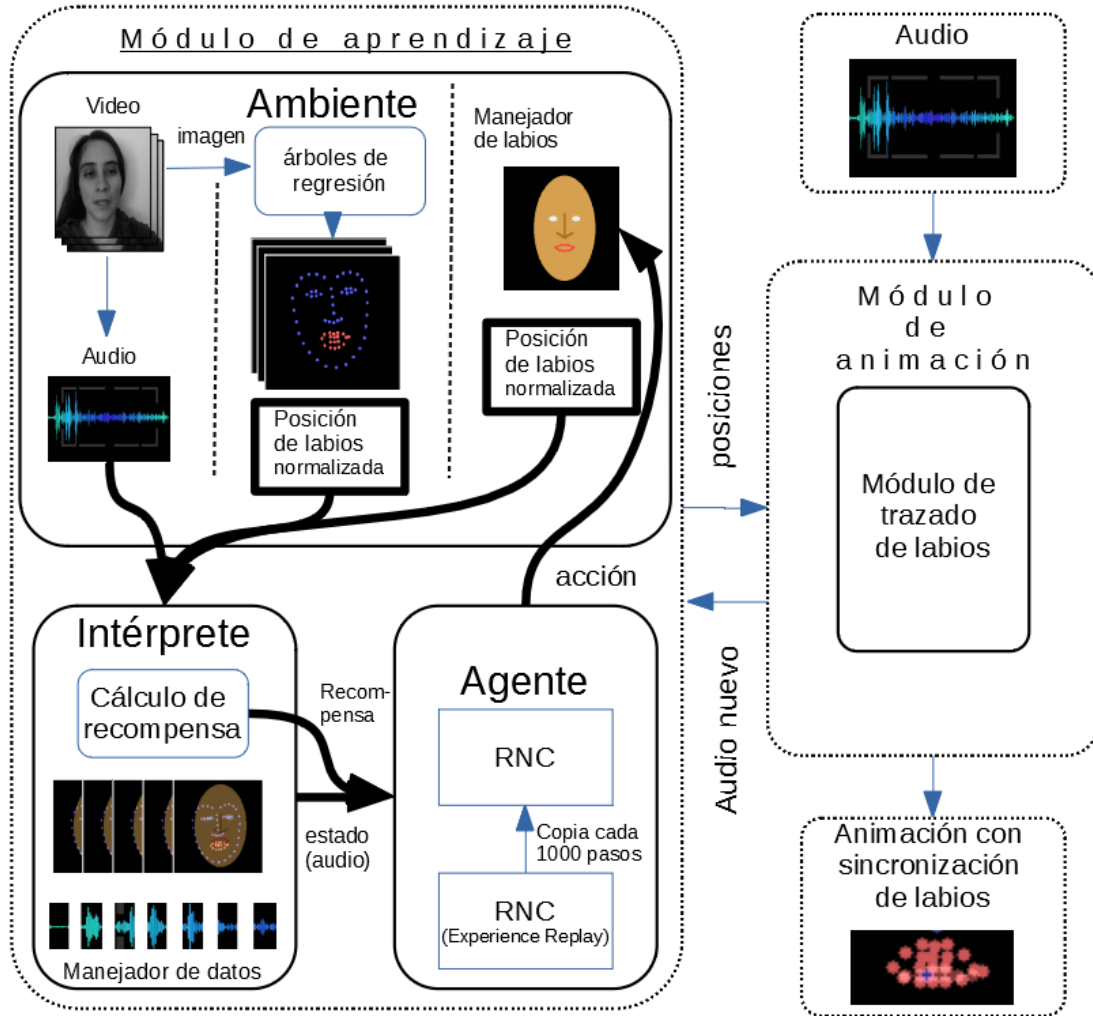 Módulo de aprendizaje
Ambiente
Video
imagen
árboles de
regresión
Audio
Posición
de labios
normalizada
Manejador
de labios
Posición
de labios
normalizada
Intérprete
Cálculo de
recompensa
Manejador de datos
Recom-
pensa
estado
(audio)
acción
Agente
RNC
Copia cada
1000 pasos
RNC
(Experience Replay)
posiciones
Audio nuevo
Audio
Módulo
de
animación
Módulo de
trazado
de labios
Animación con
sincronización
de labios